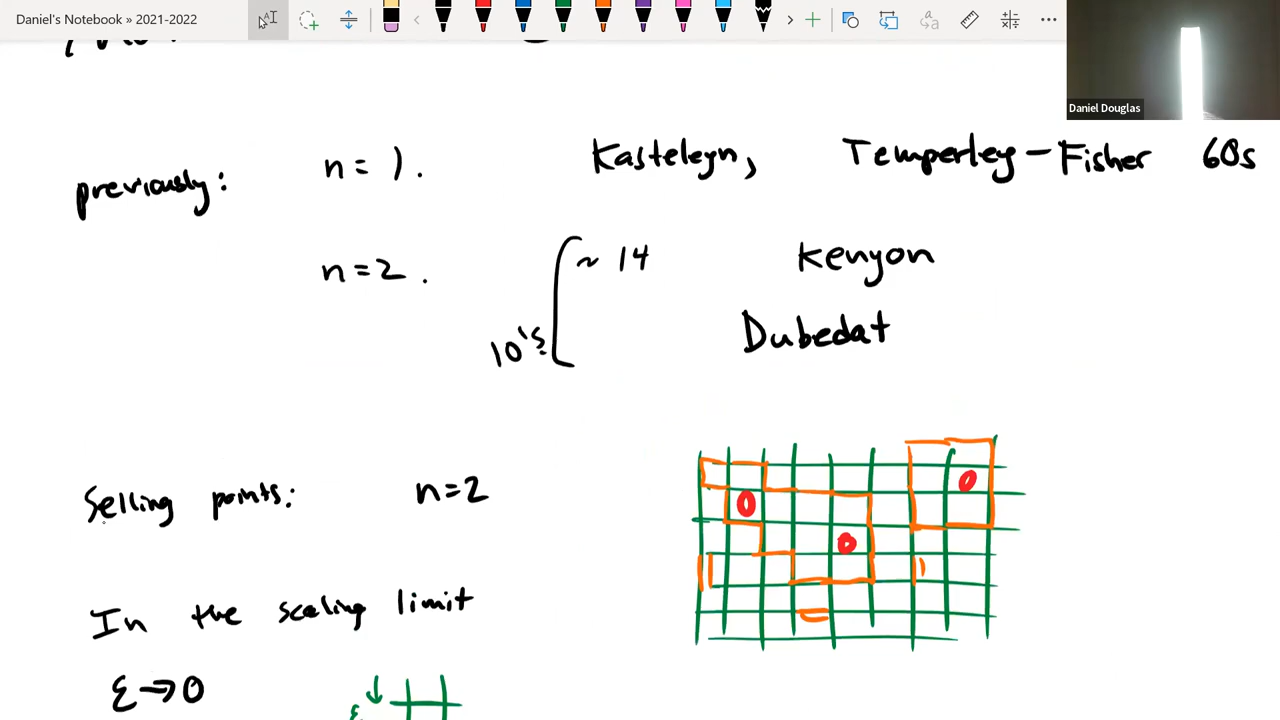 Daniel's Notebook » 2021-2022
Daniel Douglas
previously: n = 1. Kasteleyn, Temperley-Fisher 60s
n=2. ~ 14 Kenyon
10's Dubedat
Selling points: n=2
In the scaling limit
ε→0
ε